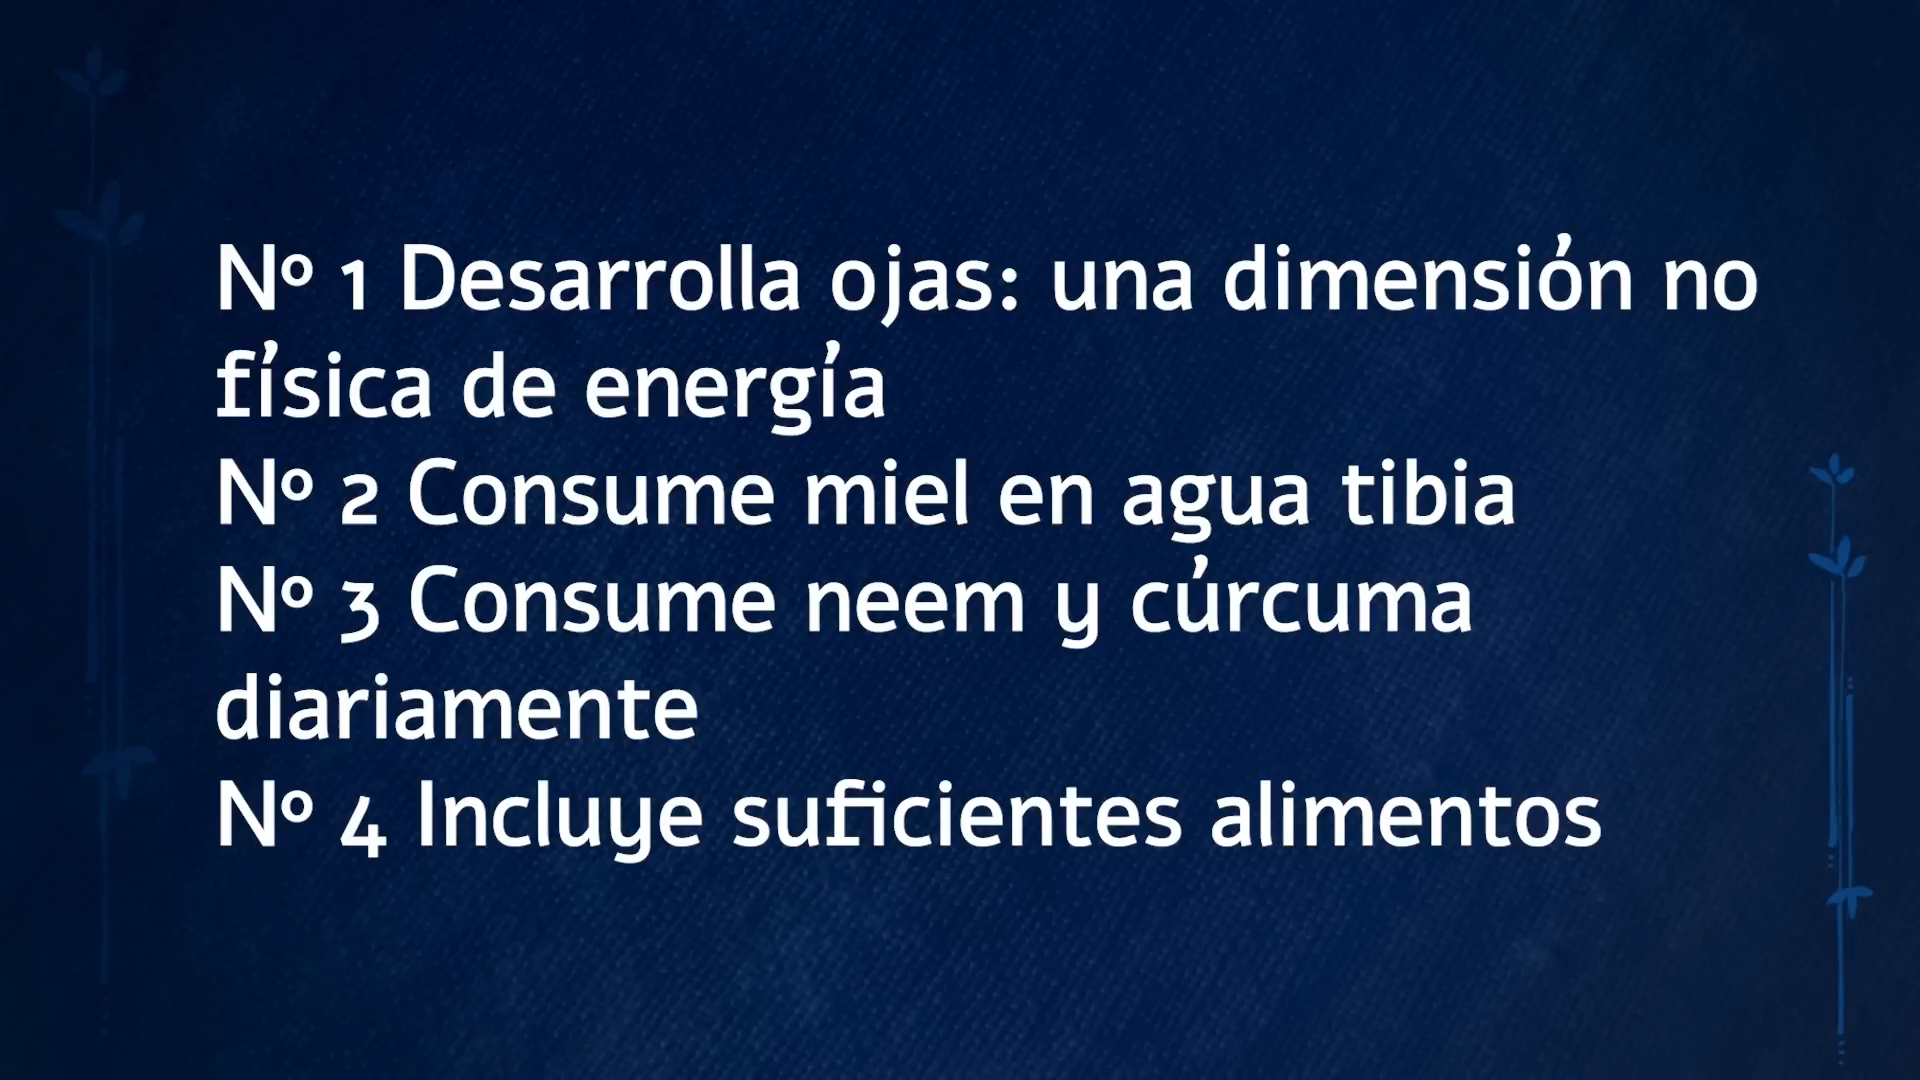 Nº 1 Desarrolla ojas: una dimensión no
física de energía
Nº 2 Consume miel en agua tibia
Nº 3 Consume neem y cúrcuma
diariamente
Nº 4 Incluye suficientes alimentos